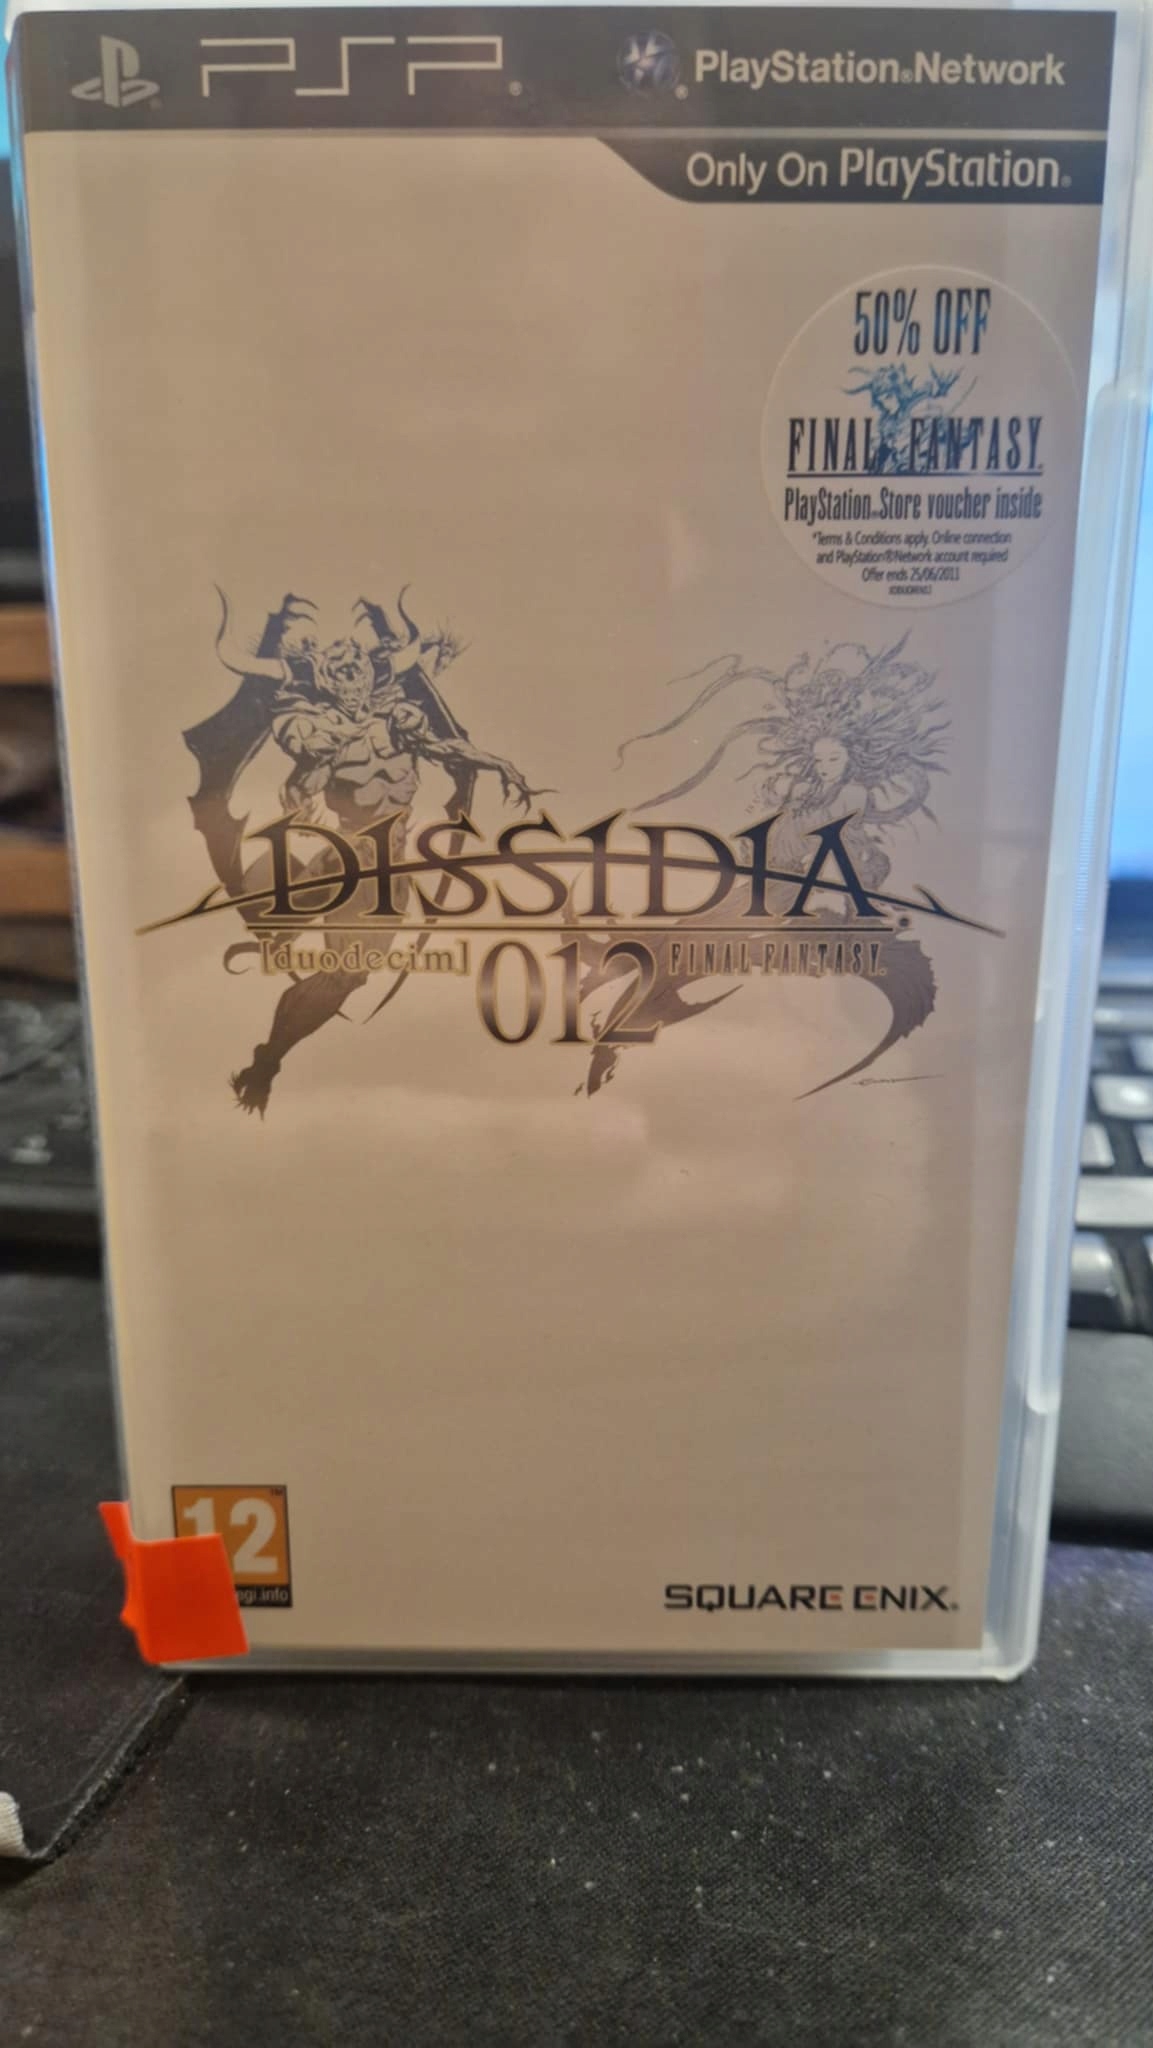 PSP
PlayStation®Network
Only On PlayStation®
50% OFF
FINAL FANTASY.
PlayStation®Store voucher inside
*Terms & Conditions apply. Online connection
and PlayStation®Network account required
Offer ends 25/06/2011
DISSIDIA
[duodecim] 012 FINAL FANTASY.
12
SQUARE ENIX.